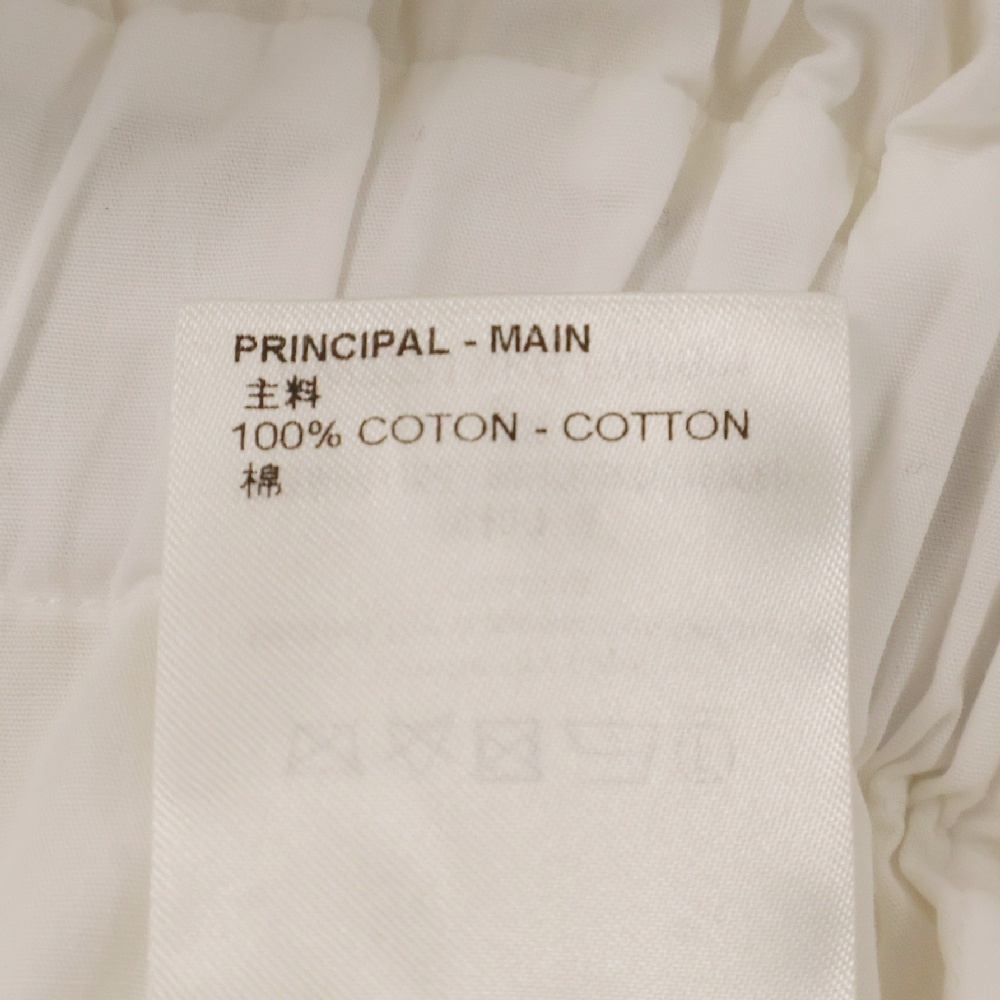 PRINCIPAL - MAIN
主料
100% COTON - COTTON
棉